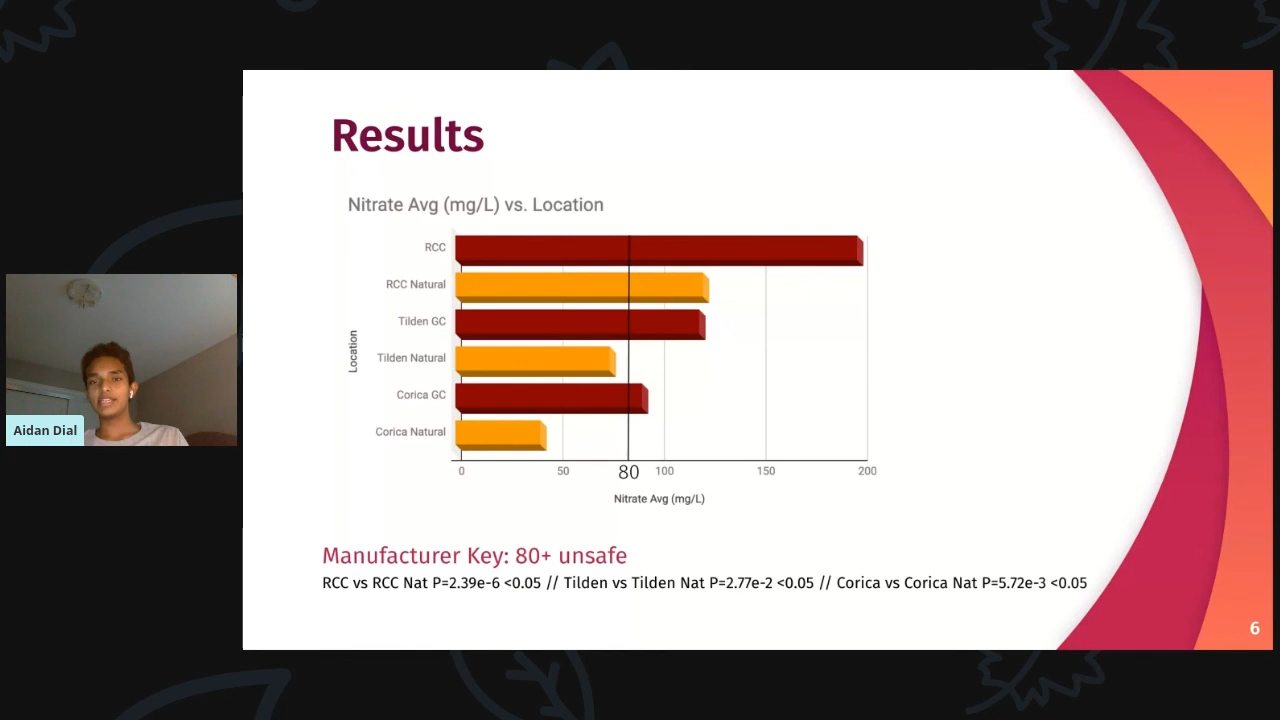 Results
Nitrate Avg (mg/L) vs. Location
Location
RCC
RCC Natural
Tilden GC
Tilden Natural
Corica GC
Corica Natural
0 50 80 100 150 200
Nitrate Avg (mg/L)
Aidan Dial
Manufacturer Key: 80+ unsafe
RCC vs RCC Nat P=2.39e-6 <0.05 // Tilden vs Tilden Nat P=2.77e-2 <0.05 // Corica vs Corica Nat P=5.72e-3 <0.05
6